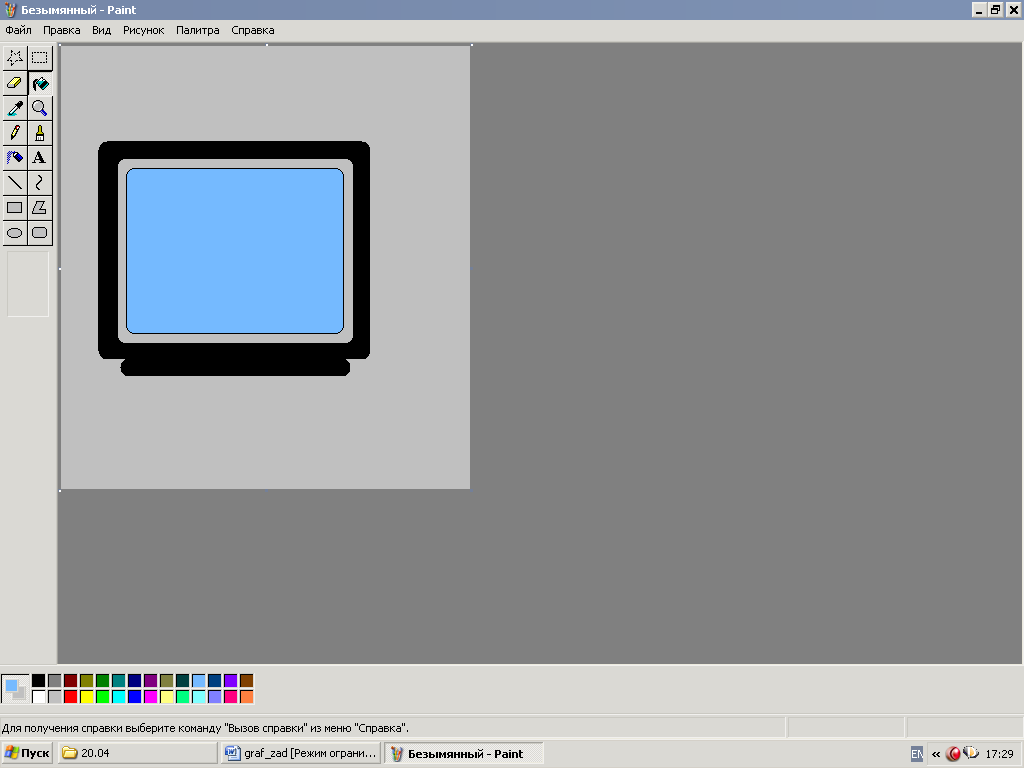 Безымянный - Paint
Файл Правка Вид Рисунок Палитра Справка
A
Для получения справки выберите команду "Вызов справки" из меню "Справка".
Пуск 20.04 graf_zad [Режим ограни... Безымянный - Paint EN « 17:29